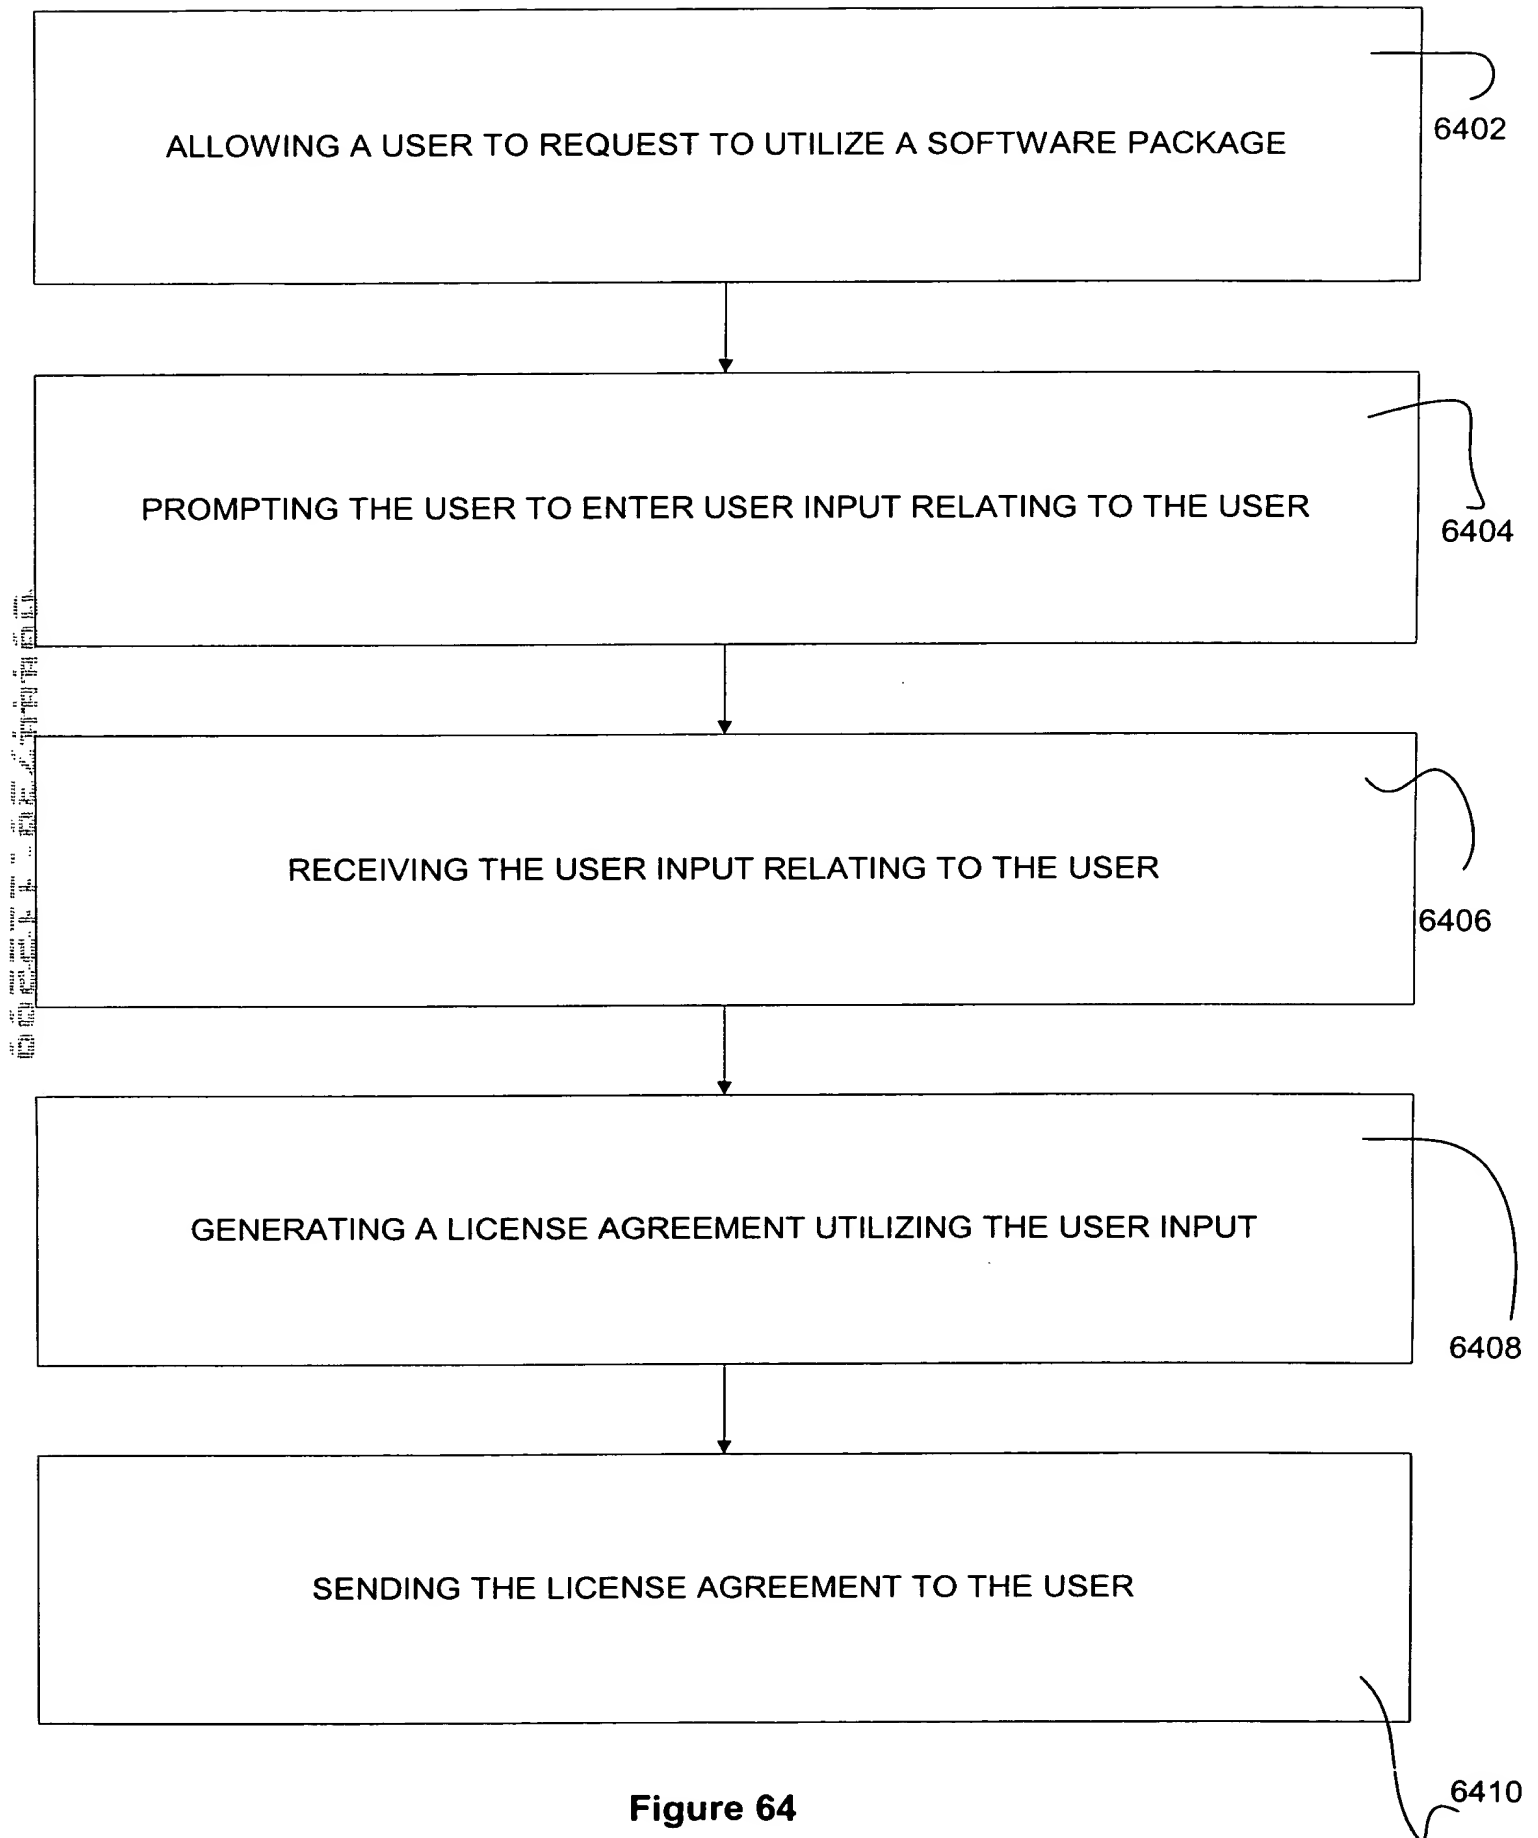 ALLOWING A USER TO REQUEST TO UTILIZE A SOFTWARE PACKAGE
6402
PROMPTING THE USER TO ENTER USER INPUT RELATING TO THE USER
6404
RECEIVING THE USER INPUT RELATING TO THE USER
6406
GENERATING A LICENSE AGREEMENT UTILIZING THE USER INPUT
6408
SENDING THE LICENSE AGREEMENT TO THE USER
6410
Figure 64